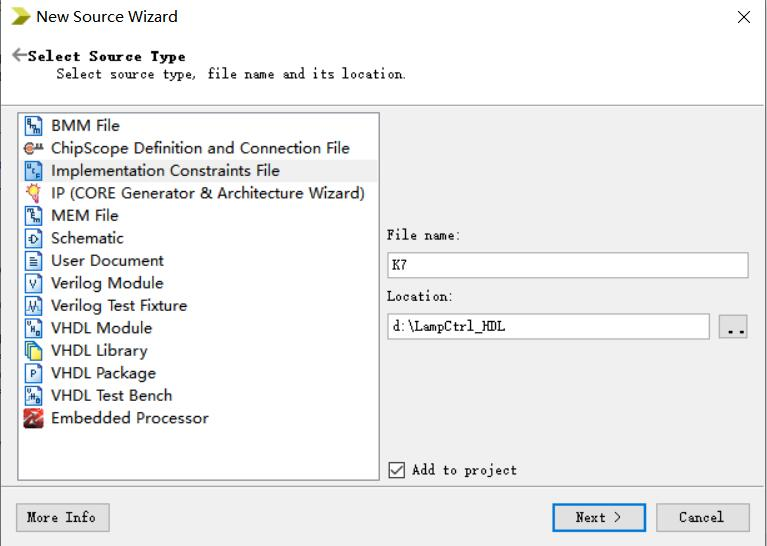 New Source Wizard
Select Source Type
Select source type, file name and its location.
BMM File
ChipScope Definition and Connection File
Implementation Constraints File
IP (CORE Generator & Architecture Wizard)
MEM File
Schematic
User Document
Verilog Module
Verilog Test Fixture
VHDL Module
VHDL Library
VHDL Package
VHDL Test Bench
Embedded Processor
File name:
K7
Location:
d:\LampCtrl_HDL
..
Add to project
More Info
Next >
Cancel